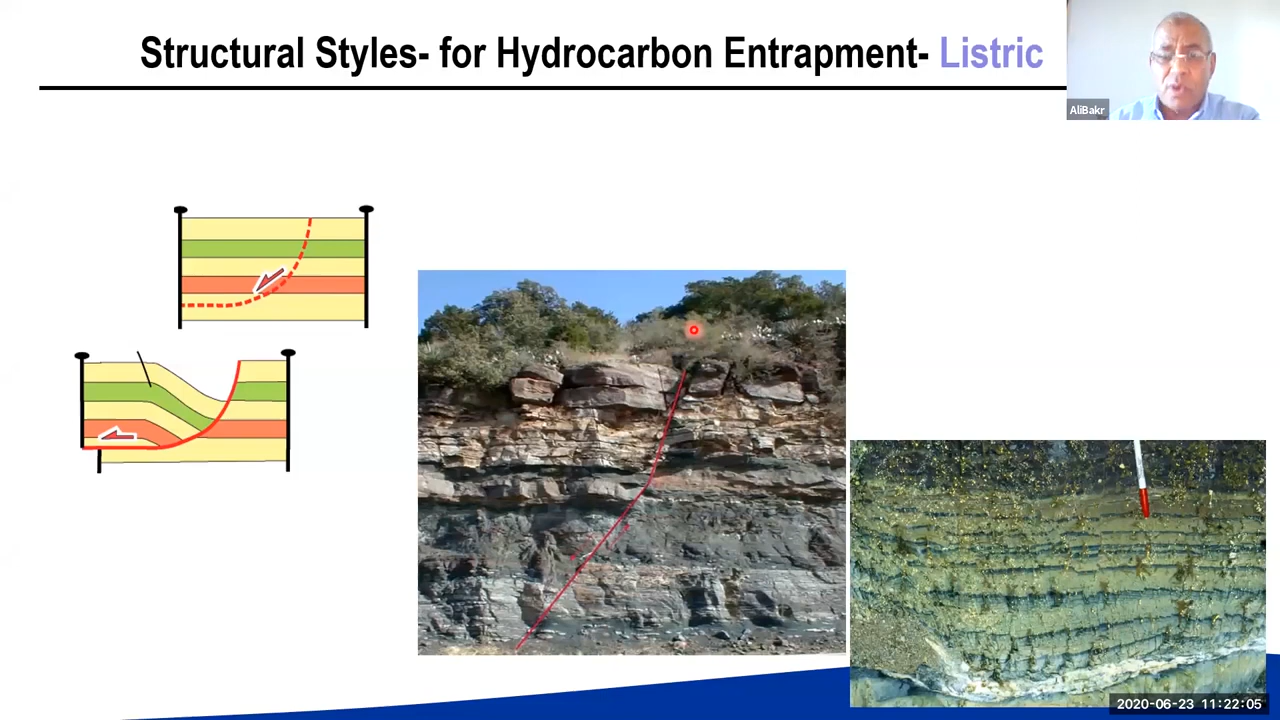 Structural Styles- for Hydrocarbon Entrapment- Listric
AliBakr
2020-06-23 11:22:05